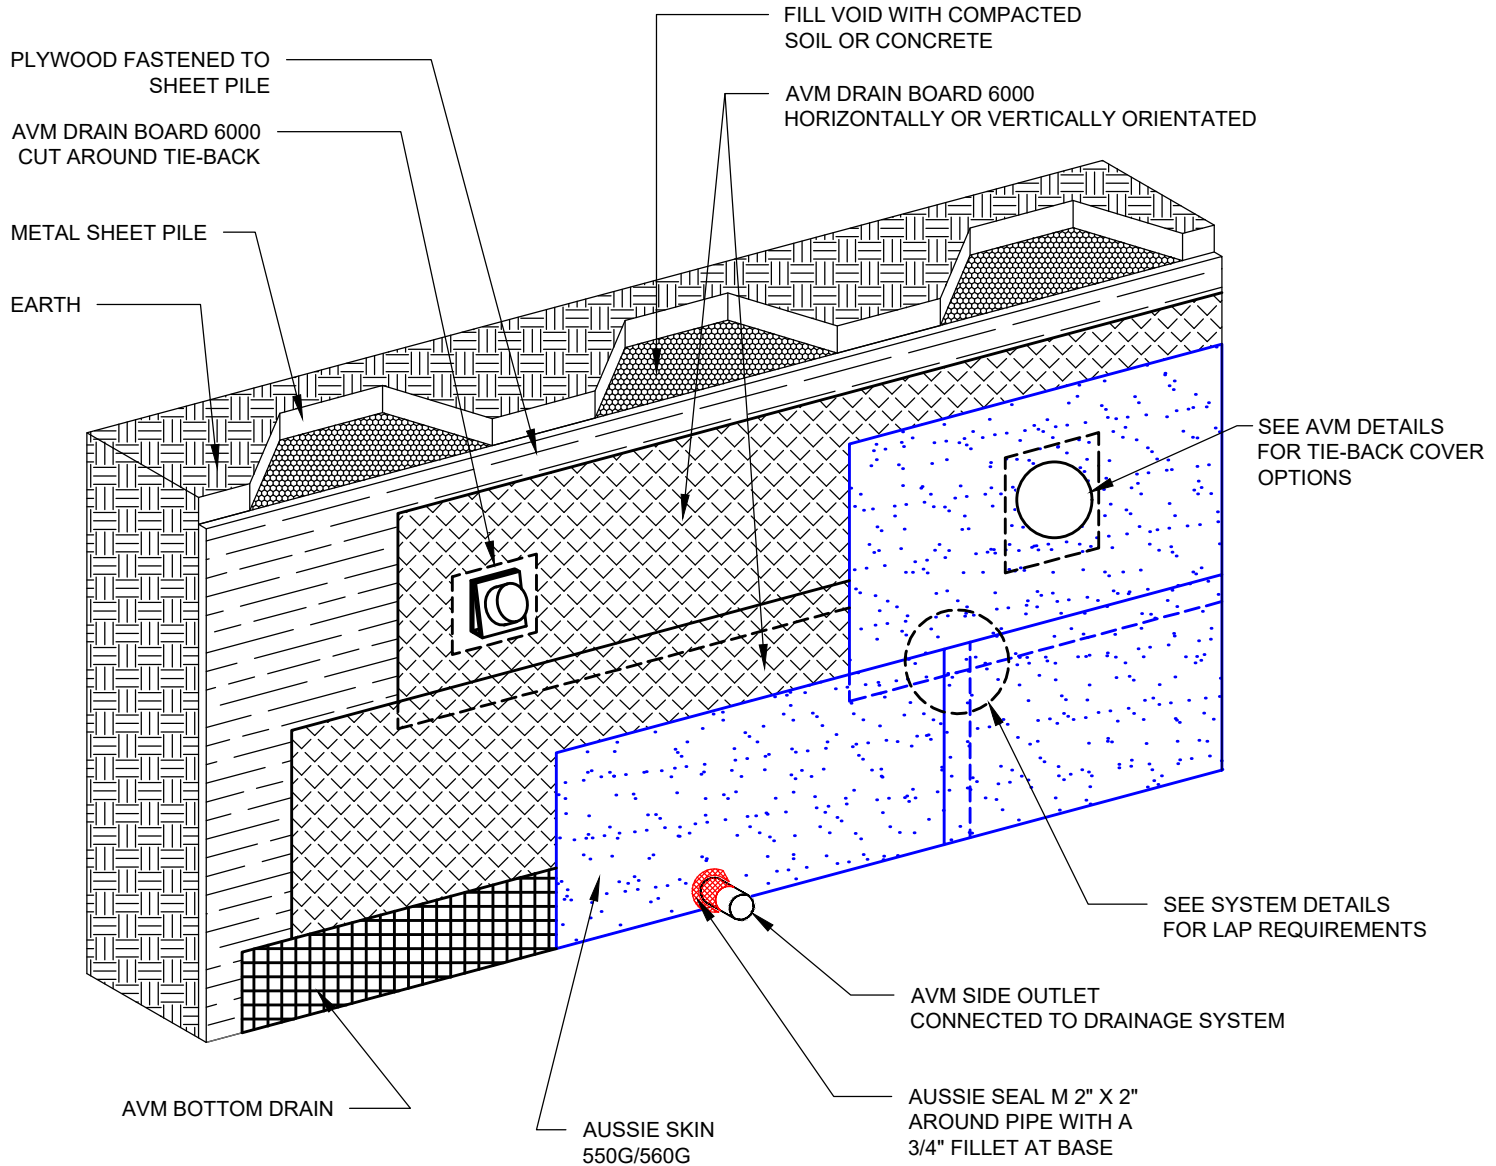 FILL VOID WITH COMPACTED
SOIL OR CONCRETE
PLYWOOD FASTENED TO
SHEET PILE
AVM DRAIN BOARD 6000
HORIZONTALLY OR VERTICALLY ORIENTATED
AVM DRAIN BOARD 6000
CUT AROUND TIE-BACK
METAL SHEET PILE
EARTH
SEE AVM DETAILS
FOR TIE-BACK COVER
OPTIONS
SEE SYSTEM DETAILS
FOR LAP REQUIREMENTS
AVM SIDE OUTLET
CONNECTED TO DRAINAGE SYSTEM
AUSSIE SEAL M 2" X 2"
AROUND PIPE WITH A
3/4" FILLET AT BASE
AVM BOTTOM DRAIN
AUSSIE SKIN
550G/560G